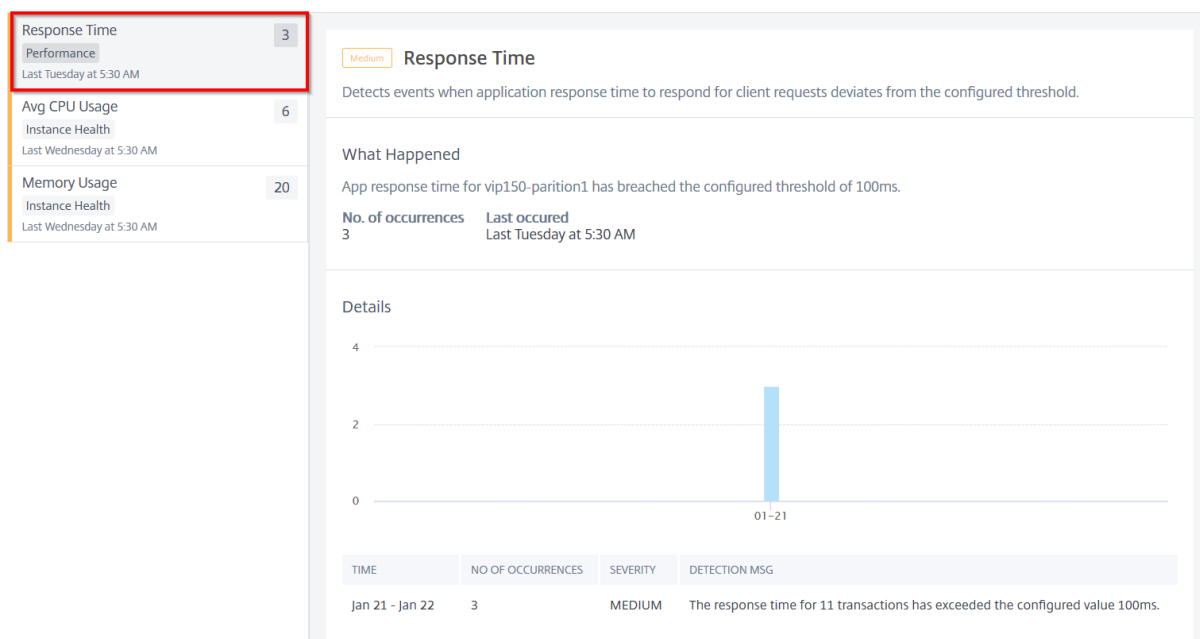 Response Time
3
Performance
Last Tuesday at 5:30 AM
Avg CPU Usage
6
Instance Health
Last Wednesday at 5:30 AM
Memory Usage
20
Instance Health
Last Wednesday at 5:30 AM
Medium Response Time
Detects events when application response time to respond for client requests deviates from the configured threshold.
What Happened
App response time for vip150-parition1 has breached the configured threshold of 100ms.
No. of occurrences Last occured
3 Last Tuesday at 5:30 AM
Details
4
2
0
01-21
TIME NO OF OCCURRENCES SEVERITY DETECTION MSG
Jan 21 - Jan 22 3 MEDIUM The response time for 11 transactions has exceeded the configured value 100ms.